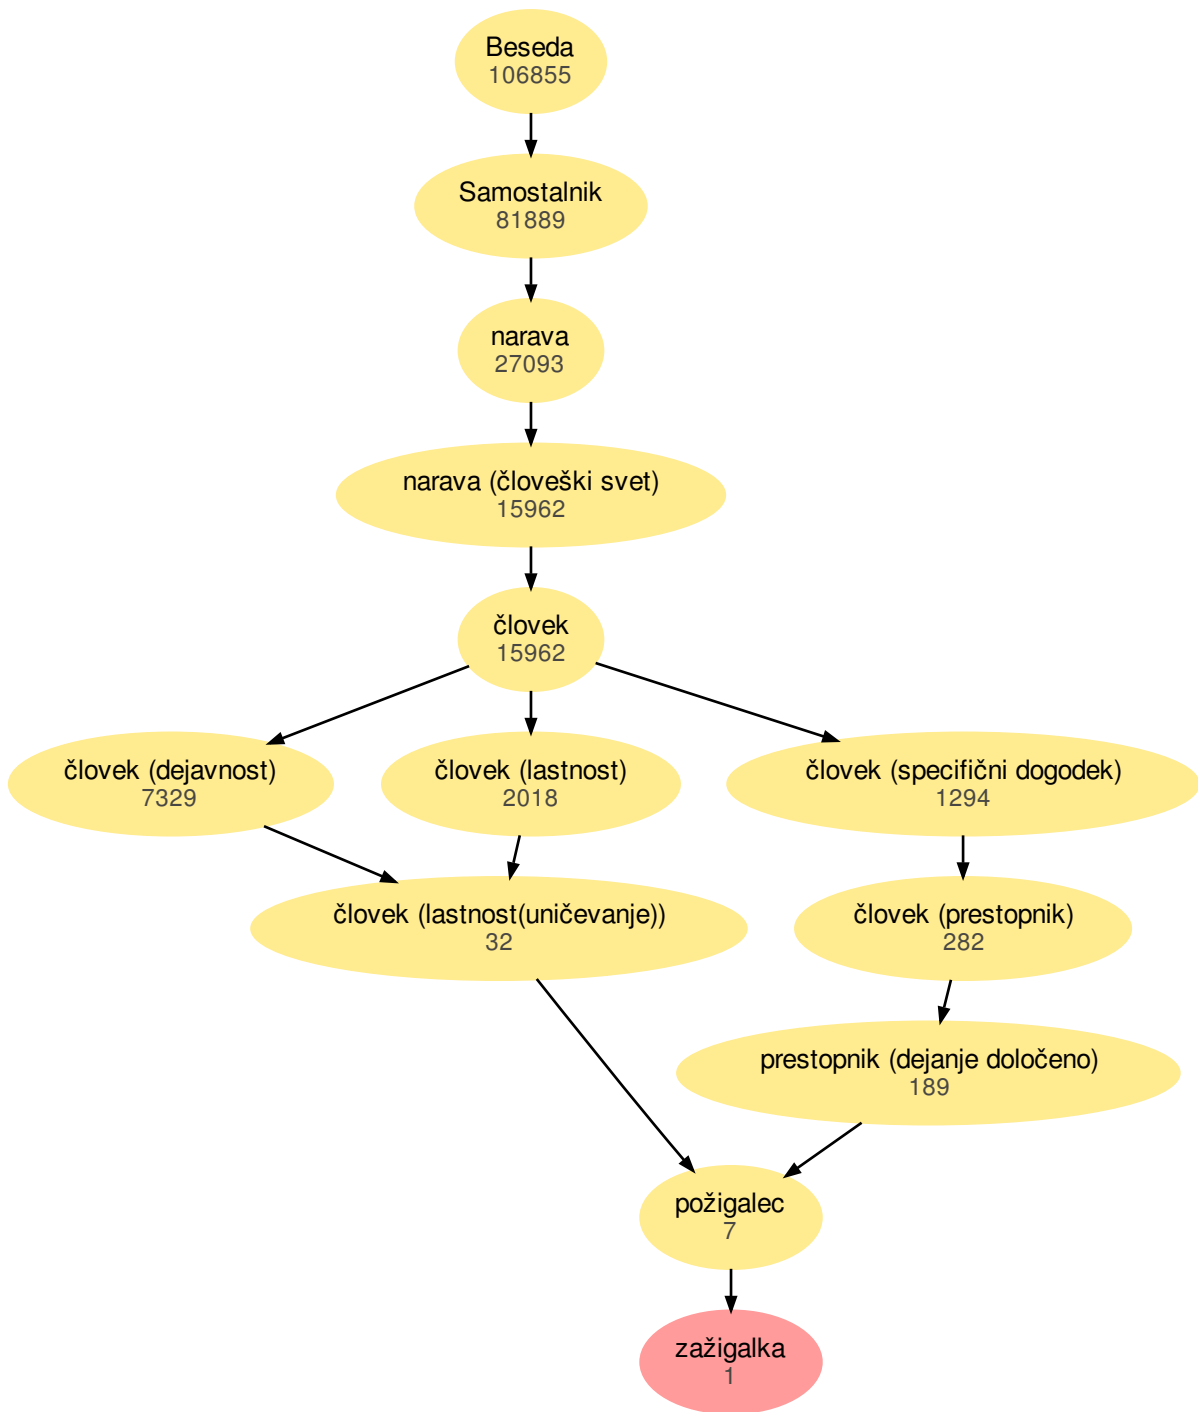 Beseda
106855
Samostalnik
81889
narava
27093
narava (človeški svet)
15962
človek
15962
človek (dejavnost)
7329
človek (lastnost)
2018
človek (specifični dogodek)
1294
človek (lastnost(uničevanje))
32
človek (prestopnik)
282
prestopnik (dejanje določeno)
189
požigalec
7
zažigalka
1